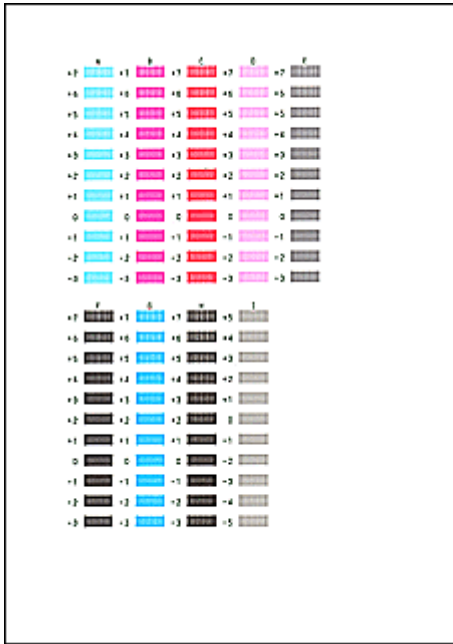 A B C D E
+7 +7 +7 +7 +7
+6 +6 +6 +6 +6
+5 +5 +5 +5 +5
+4 +4 +4 +4 +4
+3 +3 +3 +3 +3
+2 +2 +2 +2 +2
+1 +1 +1 +1 +1
0 0 0 0 0
-1 -1 -1 -1 -1
-2 -2 -2 -2 -2
-3 -3 -3 -3 -3
F G H I
+7 +7 +7 +5
+6 +6 +6 +4
+5 +5 +5 +3
+4 +4 +4 +2
+3 +3 +3 +1
+2 +2 +2 0
+1 +1 +1 -1
0 0 0 -2
-1 -1 -1 -3
-2 -2 -2 -4
-3 -3 -3 -5